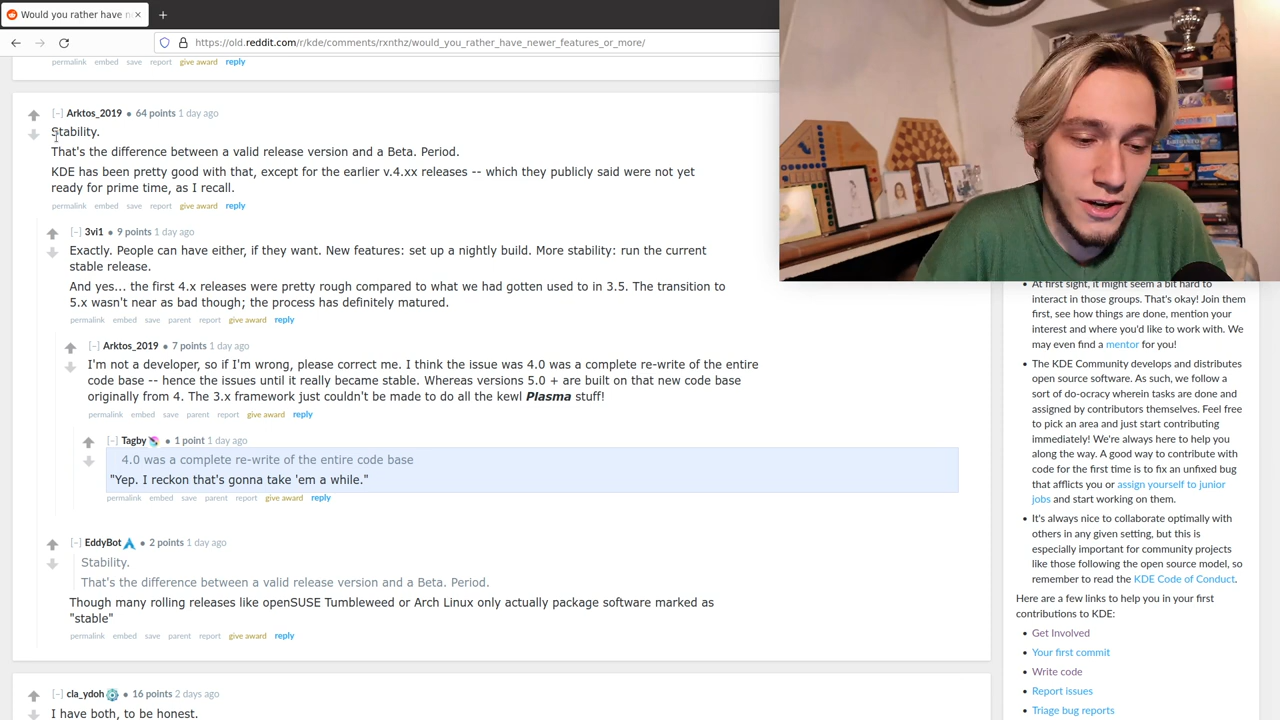 Would you rather have n
https://old.reddit.com/r/kde/comments/rxnthz/would_you_rather_have_newer_features_or_more/
permalink embed save report give award reply
[–] Arktos_2019 • 64 points 1 day ago
Stability.
That's the difference between a valid release version and a Beta. Period.
KDE has been pretty good with that, except for the earlier v.4.xx releases -- which they publicly said were not yet
ready for prime time, as I recall.
permalink embed save report give award reply
[–] 3vi1 • 9 points 1 day ago
Exactly. People can have either, if they want. New features: set up a nightly build. More stability: run the current
stable release.
And yes... the first 4.x releases were pretty rough compared to what we had gotten used to in 3.5. The transition to
5.x wasn't near as bad though; the process has definitely matured.
permalink embed save parent report give award reply
[–] Arktos_2019 • 7 points 1 day ago
I'm not a developer, so if I'm wrong, please correct me. I think the issue was 4.0 was a complete re-write of the entire
code base -- hence the issues until it really became stable. Whereas versions 5.0 + are built on that new code base
originally from 4. The 3.x framework just couldn't be made to do all the kewl Plasma stuff!
permalink embed save parent report give award reply
[–] Tagby • 1 point 1 day ago
4.0 was a complete re-write of the entire code base
"Yep. I reckon that's gonna take 'em a while."
permalink embed save parent report give award reply
[–] EddyBot • 2 points 1 day ago
Stability.
That's the difference between a valid release version and a Beta. Period.
Though many rolling releases like openSUSE Tumbleweed or Arch Linux only actually package software marked as
"stable"
permalink embed save parent report give award reply
[–] cla_ydoh • 16 points 2 days ago
I have both, to be honest.
• At first sight, it might seem a bit hard to
interact in those groups. That's okay! Join them
first, see how things are done, mention your
interest and where you'd like to work with. We
may even find a mentor for you!
• The KDE Community develops and distributes
open source software. As such, we follow a
sort of do-ocracy wherein tasks are done and
assigned by contributors themselves. Feel free
to pick an area and just start contributing
immediately! We're always here to help you
along the way. A good way to contribute with
code for the first time is to fix an unfixed bug
that afflicts you or assign yourself to junior
jobs and start working on them.
• It's always nice to collaborate optimally with
others in any given setting, but this is
especially important for community projects
like those following the open source model, so
remember to read the KDE Code of Conduct.
Here are a few links to help you in your first
contributions to KDE:
• Get Involved
• Your first commit
• Write code
• Report issues
• Triage bug reports